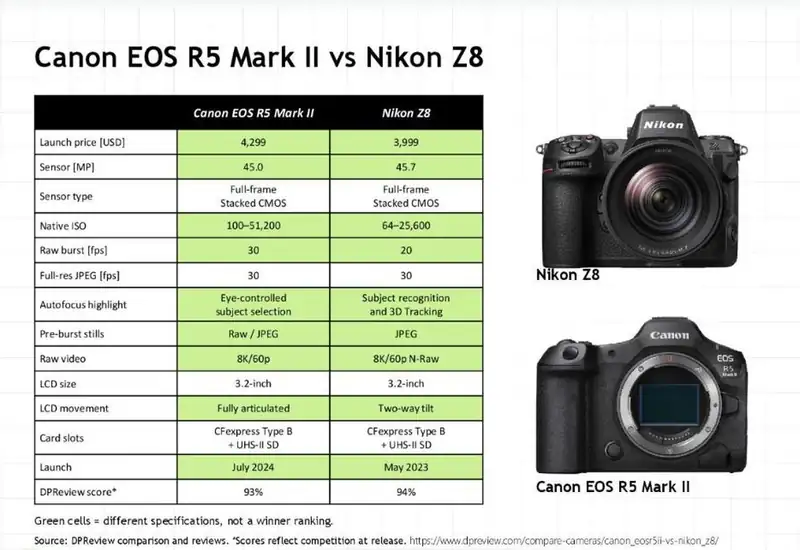 Canon EOS R5 Mark II vs Nikon Z8
Canon EOS R5 Mark II Nikon Z8
Launch price [USD] 4,299 3,999
Sensor [MP] 45.0 45.7
Sensor type Full-frame Stacked CMOS Full-frame Stacked CMOS
Native ISO 100–51,200 64–25,600
Raw burst [fps] 30 20
Full-res JPEG [fps] 30 30
Autofocus highlight Eye-controlled subject selection Subject recognition and 3D Tracking
Pre-burst stills Raw / JPEG JPEG
Raw video 8K/60p 8K/60p N-Raw
LCD size 3.2-inch 3.2-inch
LCD movement Fully articulated Two-way tilt
Card slots CFexpress Type B + UHS-II SD CFexpress Type B + UHS-II SD
Launch July 2024 May 2023
DPReview score* 93% 94%
Nikon
Nikon Z8
Canon
EOS
R5
Mark II
Canon EOS R5 Mark II
Green cells = different specifications, not a winner ranking.
Source: DPReview comparison and reviews. *Scores reflect competition at release. https://www.dpreview.com/compare-cameras/canon_eosr5ii-vs-nikon_z8/